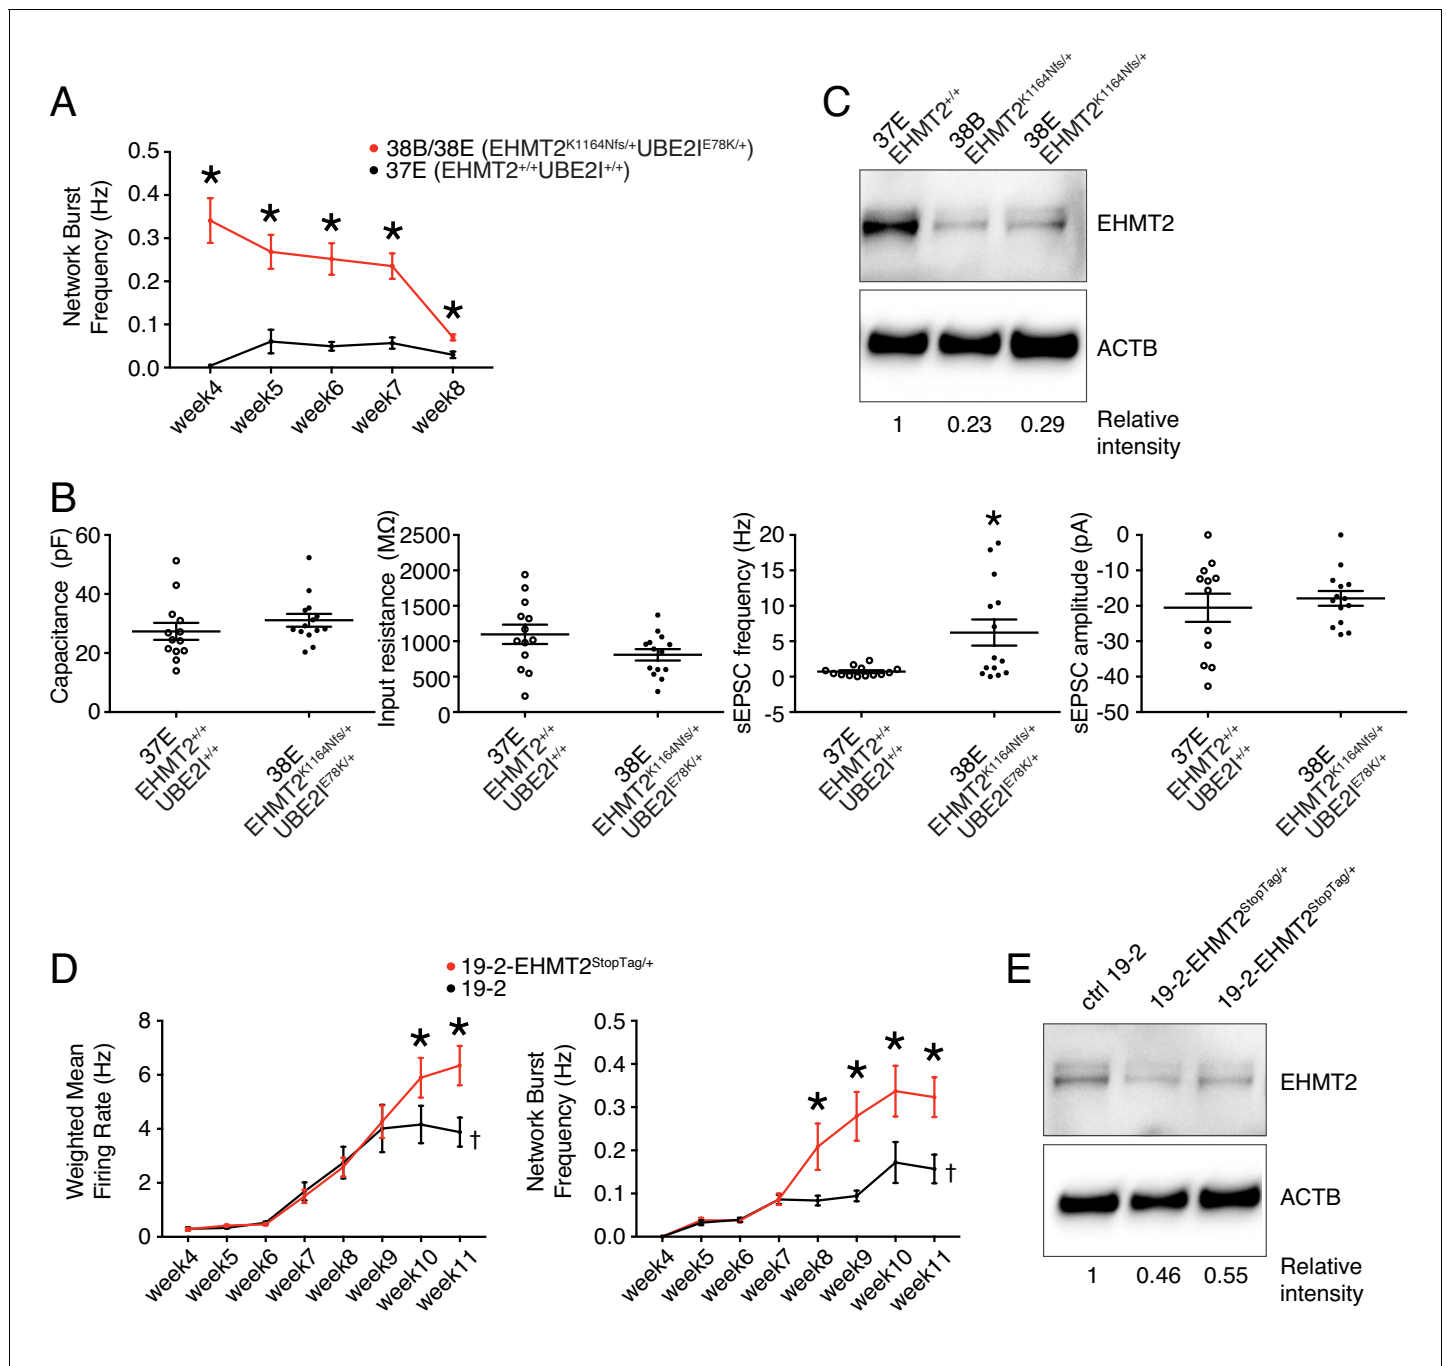 A
38B/38E (EHMT2K1164Nfs/+UBE2IE78K/+)
37E (EHMT2+/+UBE2I+/+)
Network Burst
Frequency (Hz)
0.5
0.4
0.3
0.2
0.1
0.0
* * * * *
week4 week5 week6 week7 week8
C
37E
EHMT2+/+
38B
EHMT2K1164Nfs/+
38E
EHMT2K1164Nfs/+
EHMT2
ACTB
1 0.23 0.29
Relative
intensity
B
Capacitance (pF)
60
40
20
0
37E
EHMT2+/+
UBE2I+/+
38E
EHMT2K1164Nfs/+
UBE2IE78K/+
Input resistance (MΩ)
2500
2000
1500
1000
500
0
37E
EHMT2+/+
UBE2I+/+
38E
EHMT2K1164Nfs/+
UBE2IE78K/+
sEPSC frequency (Hz)
20
15
10
5
0
-5
*
37E
EHMT2+/+
UBE2I+/+
38E
EHMT2K1164Nfs/+
UBE2IE78K/+
sEPSC amplitude (pA)
0
-10
-20
-30
-40
-50
37E
EHMT2+/+
UBE2I+/+
38E
EHMT2K1164Nfs/+
UBE2IE78K/+
D
19-2-EHMT2StopTag/+
19-2
Weighted Mean
Firing Rate (Hz)
8
6
4
2
0
* *
†
week4 week5 week6 week7 week8 week9 week10 week11
Network Burst
Frequency (Hz)
0.5
0.4
0.3
0.2
0.1
0.0
* * * *
†
week4 week5 week6 week7 week8 week9 week10 week11
E
ctrl 19-2
19-2-EHMT2StopTag/+
19-2-EHMT2StopTag/+
EHMT2
ACTB
1 0.46 0.55
Relative
intensity